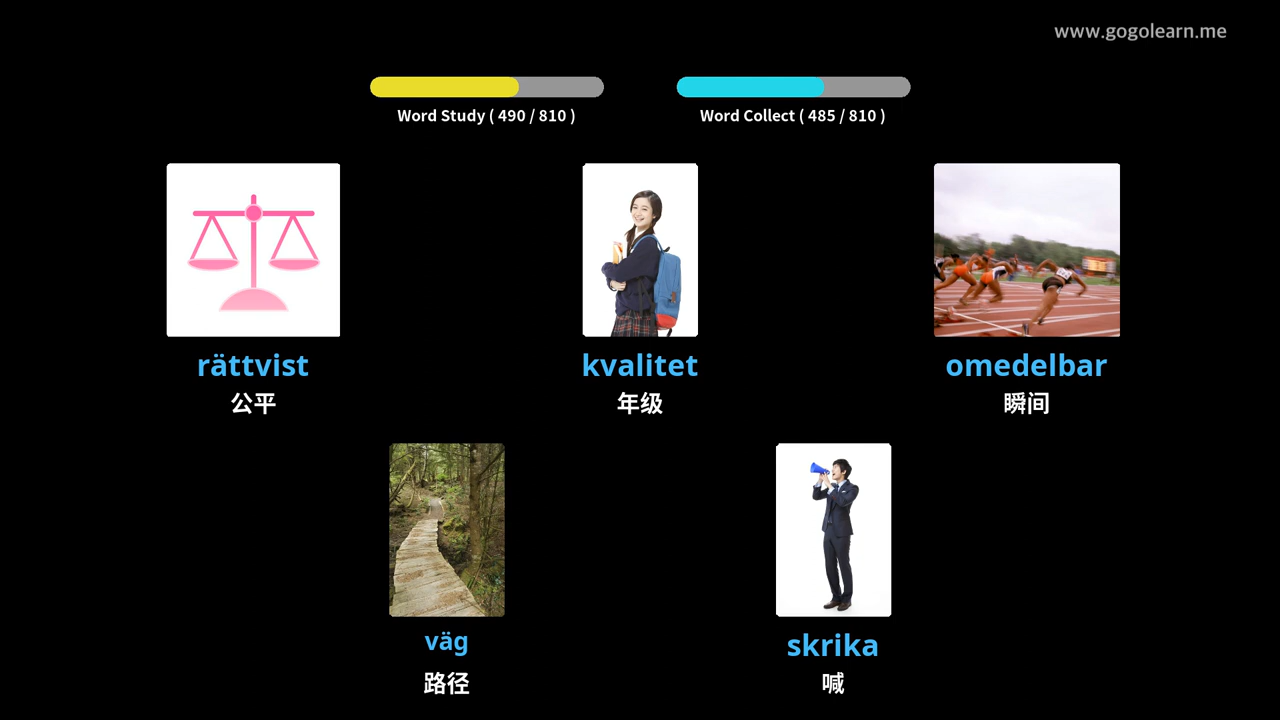 www.gogolearn.me
Word Study ( 490 / 810 )
Word Collect ( 485 / 810 )
rättvist
公平
kvalitet
年级
omedelbar
瞬间
väg
路径
skrika
喊